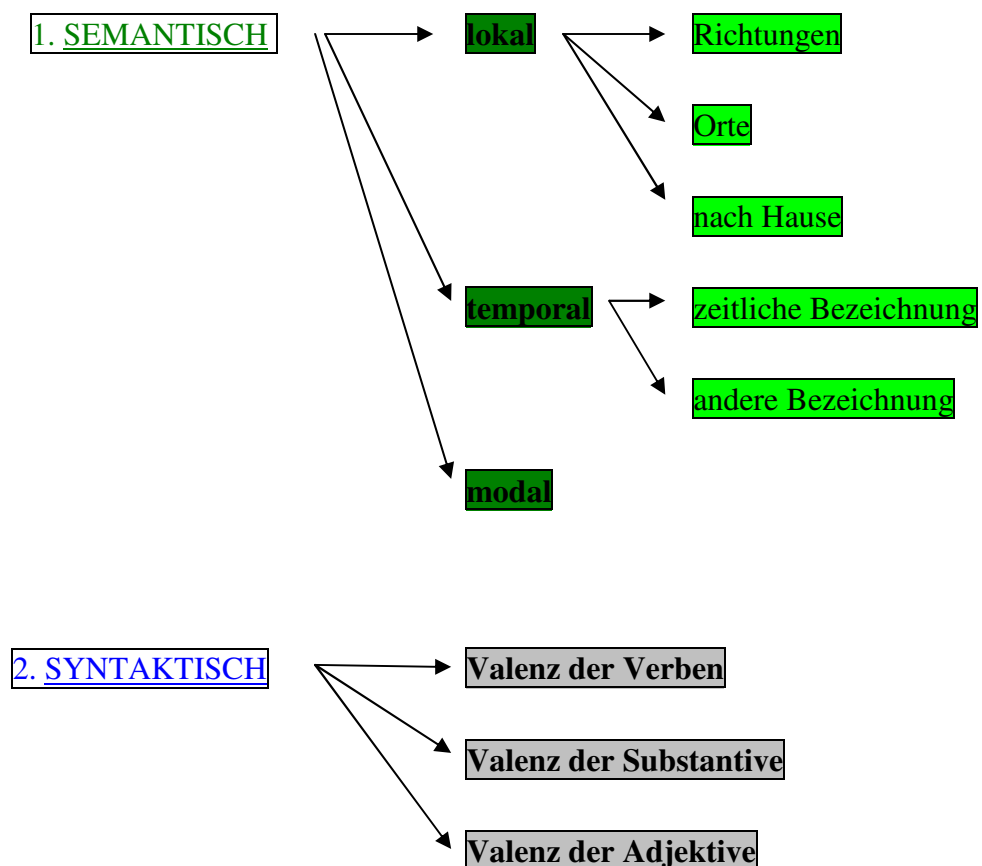 1. SEMANTISCH lokal Richtungen
Orte
nach Hause
temporal zeitliche Bezeichnung
andere Bezeichnung
modal
2. SYNTAKTISCH Valenz der Verben
Valenz der Substantive
Valenz der Adjektive